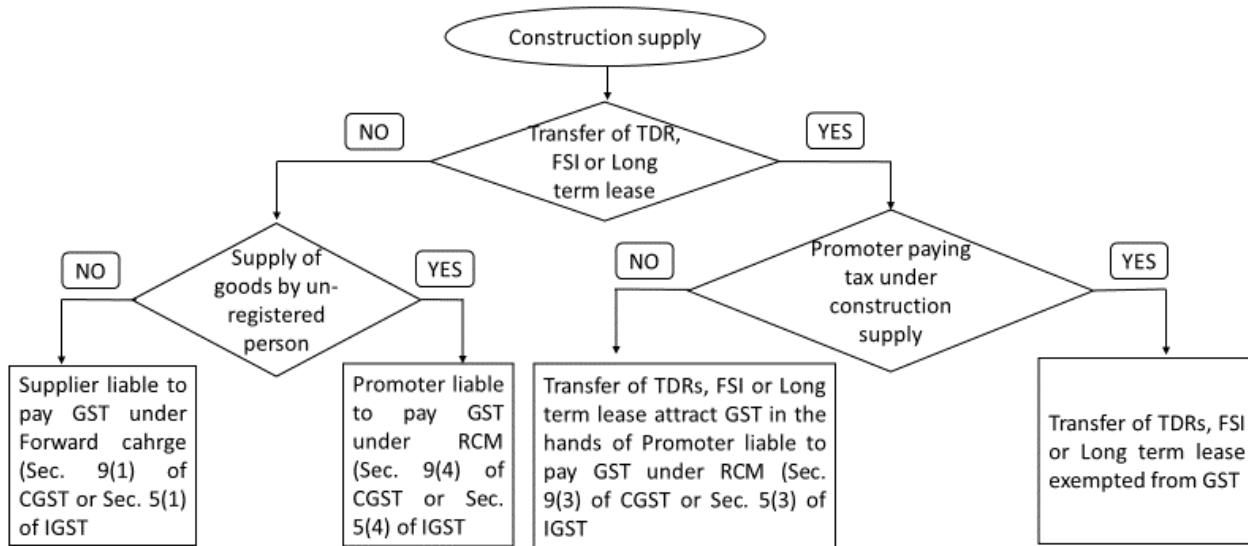 Construction supply
NO
Transfer of TDR,
FSI or Long
term lease
YES
NO
Supply of
goods by un-
registered
person
YES
NO
Promoter paying
tax under
construction
supply
YES
Supplier liable to
pay GST under
Forward cahrge
(Sec. 9(1) of
CGST or Sec. 5(1)
of IGST
Promoter liable
to pay GST
under RCM
(Sec. 9(4) of
CGST or Sec.
5(4) of IGST
Transfer of TDRs, FSI or Long
term lease attract GST in the
hands of Promoter liable to
pay GST under RCM (Sec.
9(3) of CGST or Sec. 5(3) of
IGST
Transfer of TDRs, FSI
or Long term lease
exempted from GST